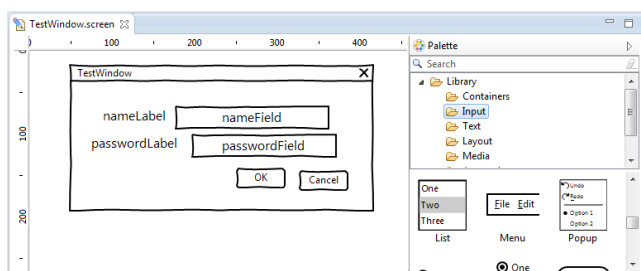 TestWindow.screen
0 100 200 300 400
Palette
Search
Library
Containers
Input
Text
Layout
Media
0
100
200
TestWindow
nameLabel nameField
passwordLabel passwordField
OK Cancel
One
Two
Three
List
File Edit
Menu
Undo
Redo
Option 1
Option 2
Popup
One